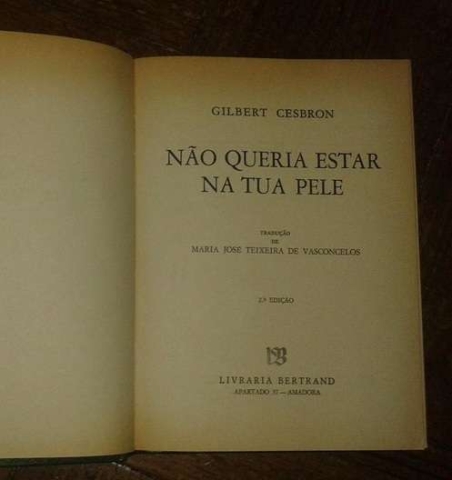 GILBERT CESBRON
NÃO QUERIA ESTAR
NA TUA PELE
TRADUÇÃO
DE
MARIA JOSÉ TEIXEIRA DE VASCONCELOS
2.ª EDIÇÃO
LIVRARIA BERTRAND
APARTADO 37 — AMADORA